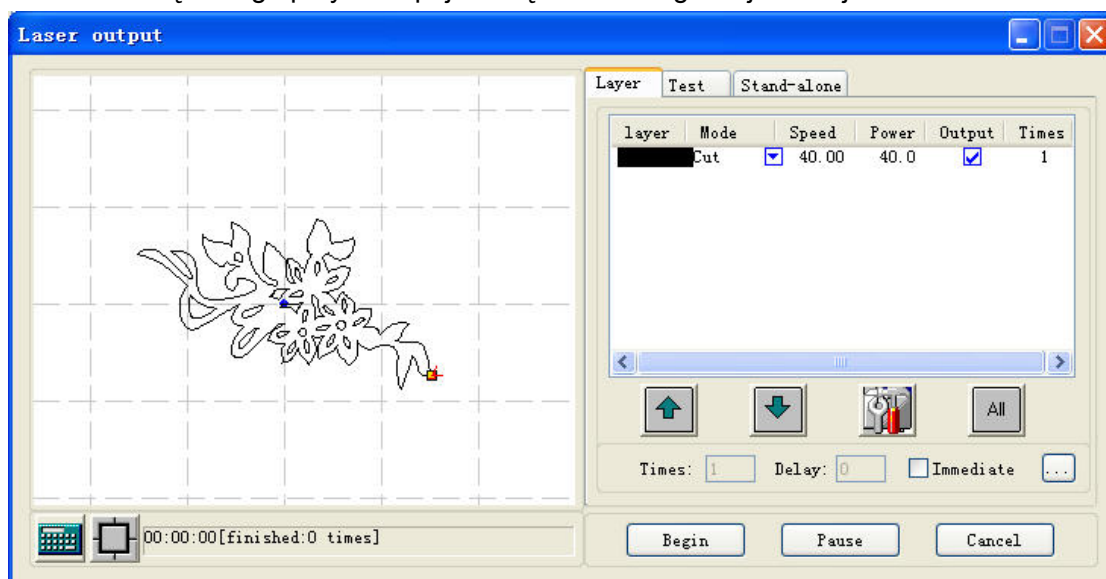 Laser output
Layer Test Stand-alone
layer Mode Speed Power Output Times
Cut 40.00 40.0 1
All
Times: 1 Delay: 0 Immediate ...
00:00:00[finished:0 times]
Begin Pause Cancel